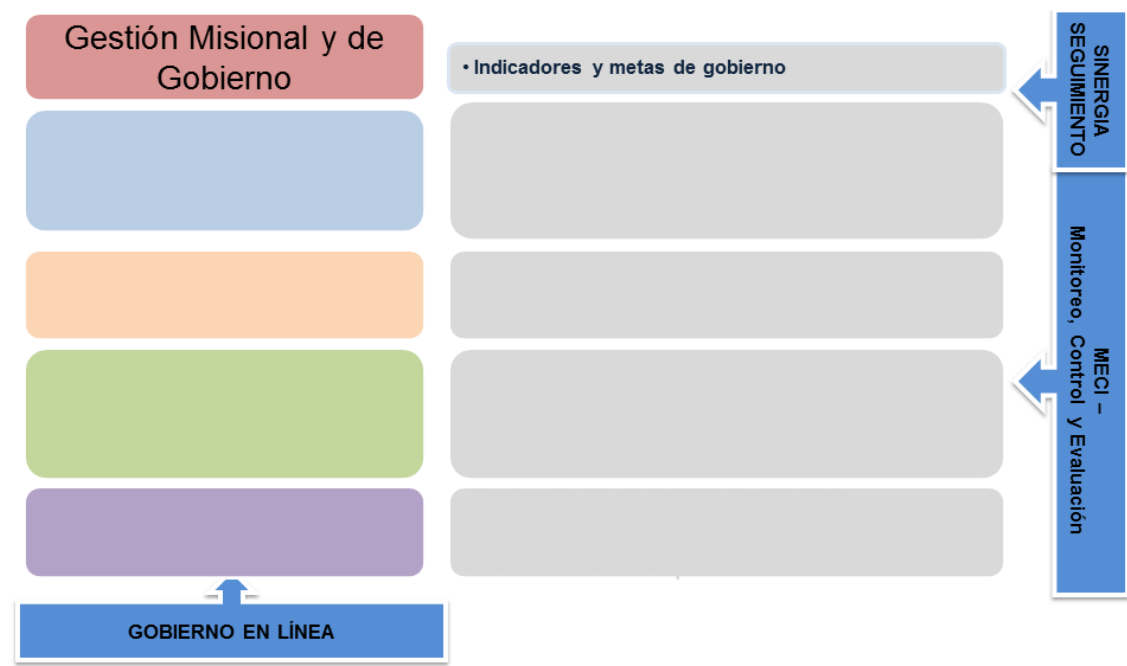 Gestión Misional y de
Gobierno
• Indicadores y metas de gobierno
SINERGIA
SEGUIMIENTO
MECI –
Monitoreo, Control y Evaluación
GOBIERNO EN LÍNEA